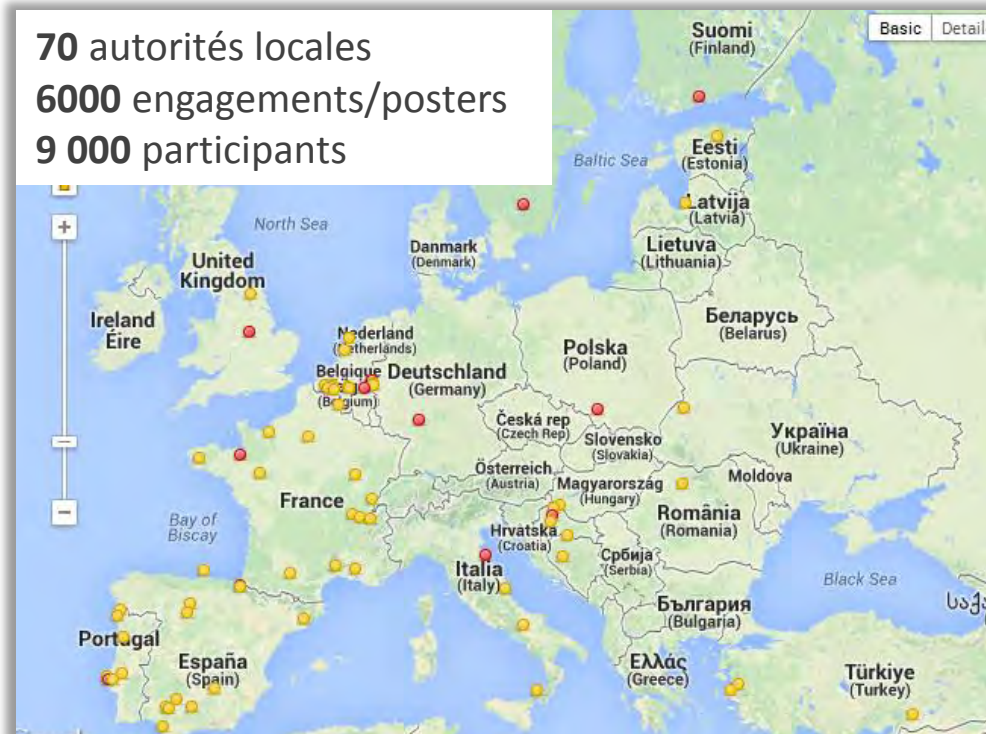 70 autorités locales
6000 engagements/posters
9 000 participants
Basic
Suomi
(Finland)
Baltic Sea
Eesti
(Estonia)
Latvija
(Latvia)
North Sea
Danmark
(Denmark)
Lietuva
(Lithuania)
United
Kingdom
Ireland
Éire
Беларусь
(Belarus)
Nederland
(Netherlands)
Polska
(Poland)
Belgique
(Belgium)
Deutschland
(Germany)
Česká rep
(Czech Rep)
Україна
(Ukraine)
Slovensko
(Slovakia)
Österreich
(Austria)
Magyarország
(Hungary)
Moldova
France
România
(Romania)
Bay of
Biscay
Hrvatska
(Croatia)
Србија
(Serbia)
Italia
(Italy)
Black Sea
България
(Bulgaria)
Portugal
España
(Spain)
Ελλάς
(Greece)
Türkiye
(Turkey)